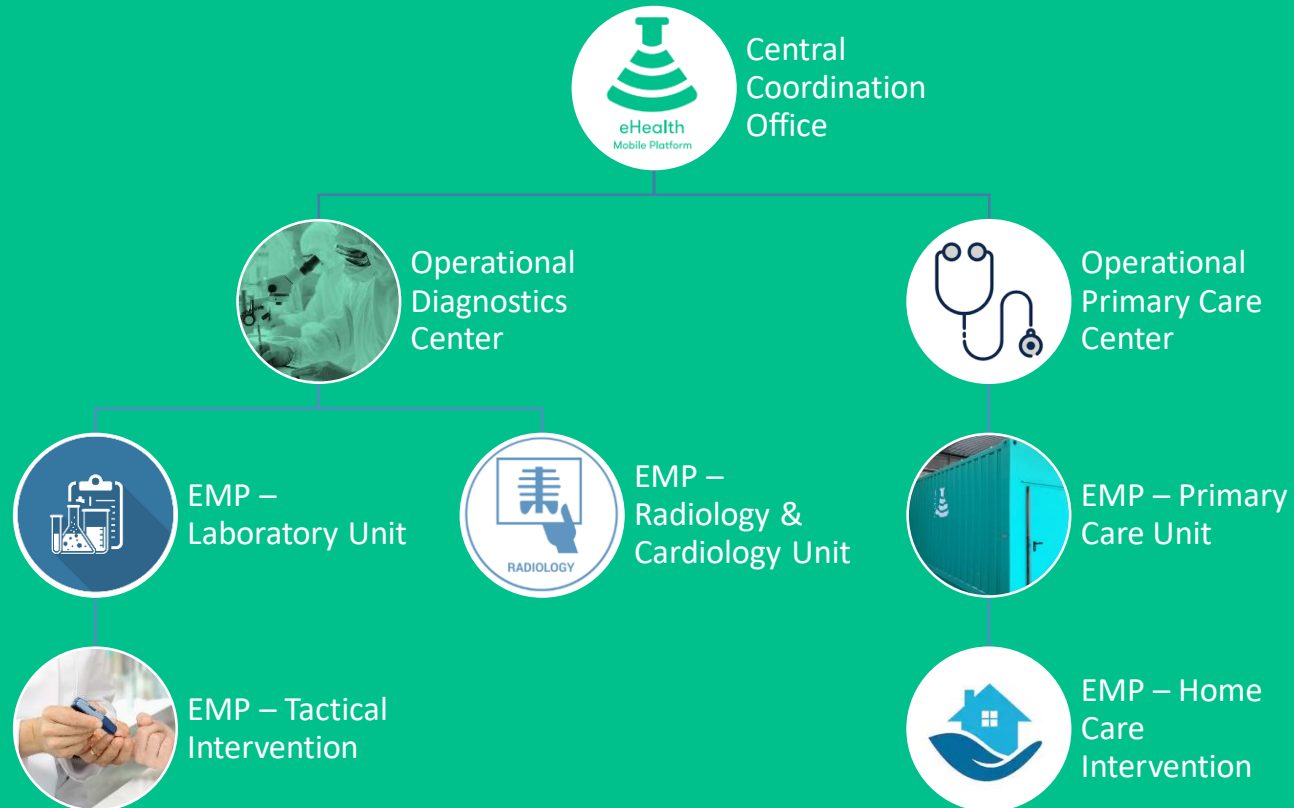 eHealth
Mobile Platform
Central
Coordination
Office
Operational
Diagnostics
Center
Operational
Primary Care
Center
EMP –
Laboratory Unit
RADIOLOGY
EMP –
Radiology &
Cardiology Unit
EMP – Primary
Care Unit
EMP – Tactical
Intervention
EMP – Home
Care
Intervention